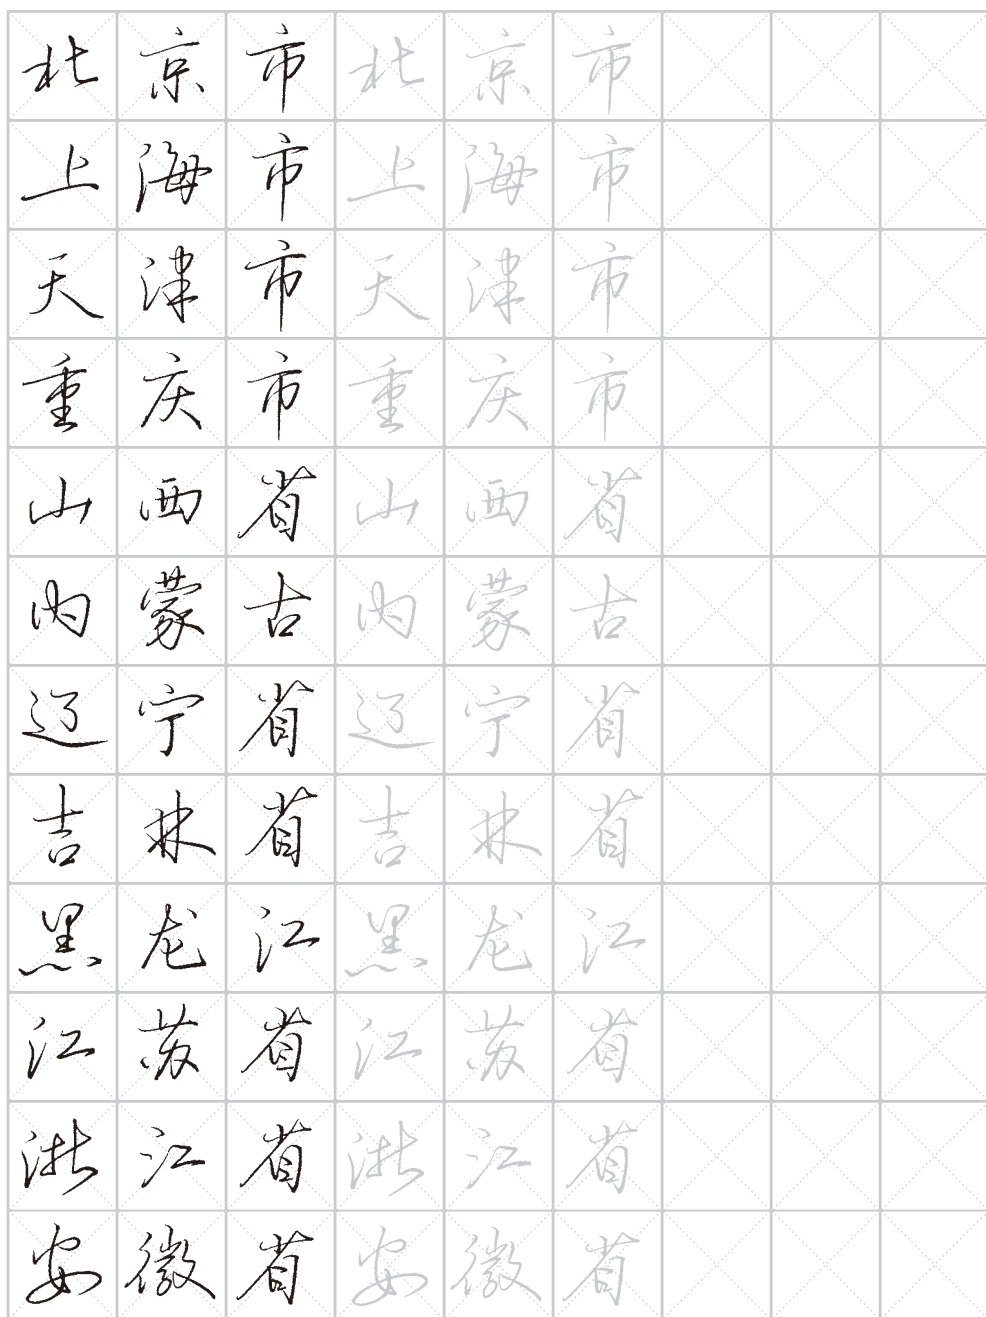 北京市北京市
上海市上海市
天津市天津市
重庆市重庆市
山西省山西省
内蒙古内蒙古
辽宁省辽宁省
吉林省吉林省
黑龙江黑龙江
江苏省江苏省
浙江省浙江省
安徽省安徽省